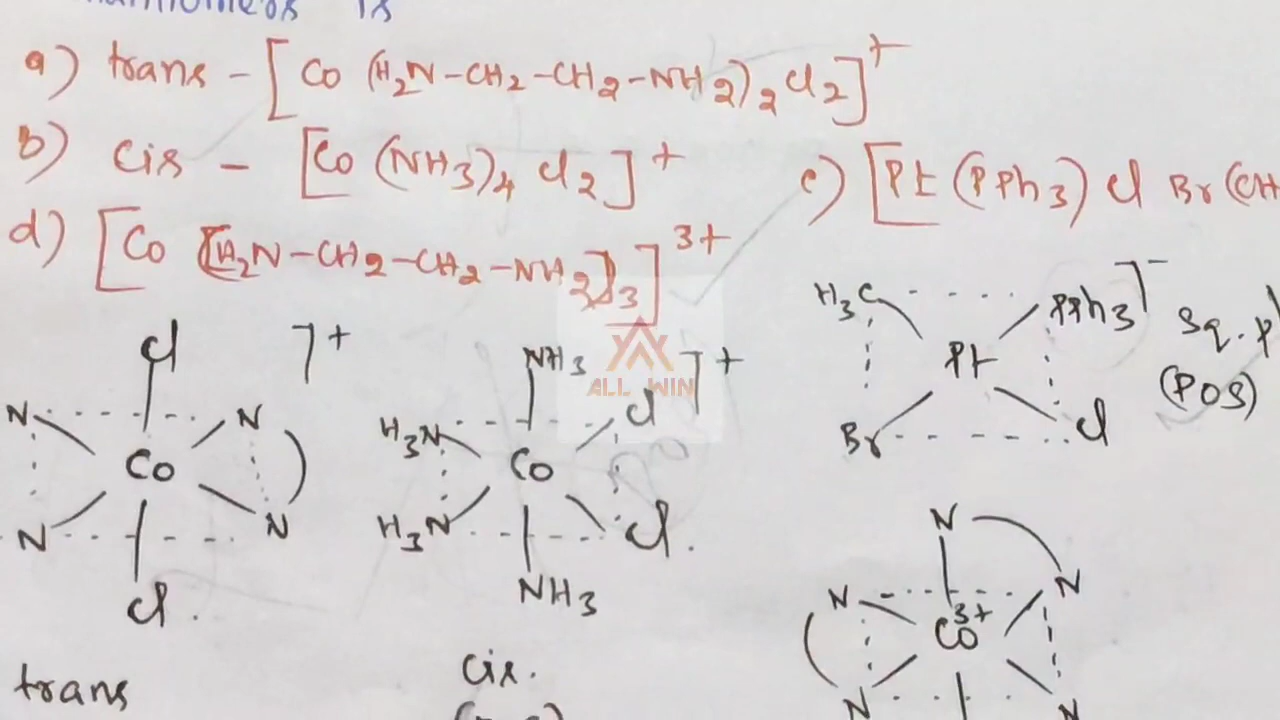 is
a) trans - [Co (H2N-CH2-CH2-NH2)2 Cl2]+
b) cis - [Co (NH3)4 Cl2]+
c) [Pt (PPh3) Cl Br (CH
d) [Co (H2N-CH2-CH2-NH2)3]3+
Cl ]+
N N
Co
N N
Cl
trans
NH3 ]+
H3N Cl
Co
H3N Cl
NH3
cis
H3C PPh3 ]-
Pt
Br Cl
Sq. pl
(POS)
N
N N
Co3+
N N
ALL WIN